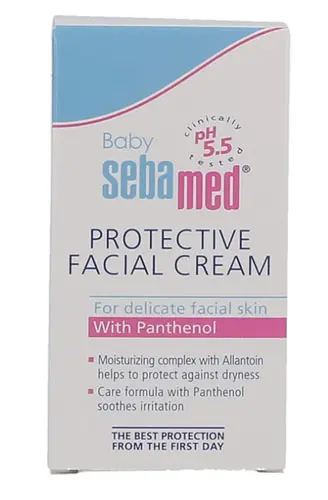 clinically
tested
pH
5.5
Baby
sebamed®
PROTECTIVE
FACIAL CREAM
For delicate facial skin
With Panthenol
▪ Moisturizing complex with Allantoin
helps to protect against dryness
▪ Care formula with Panthenol
soothes irritation
THE BEST PROTECTION
FROM THE FIRST DAY